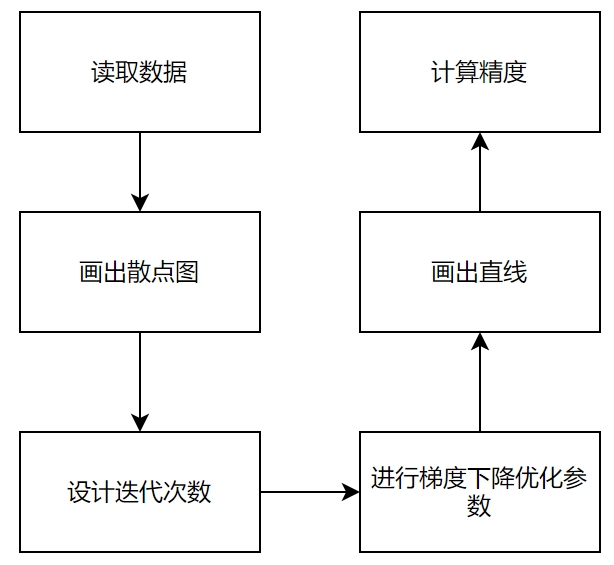 读取数据
画出散点图
设计迭代次数
进行梯度下降优化参
数
画出直线
计算精度